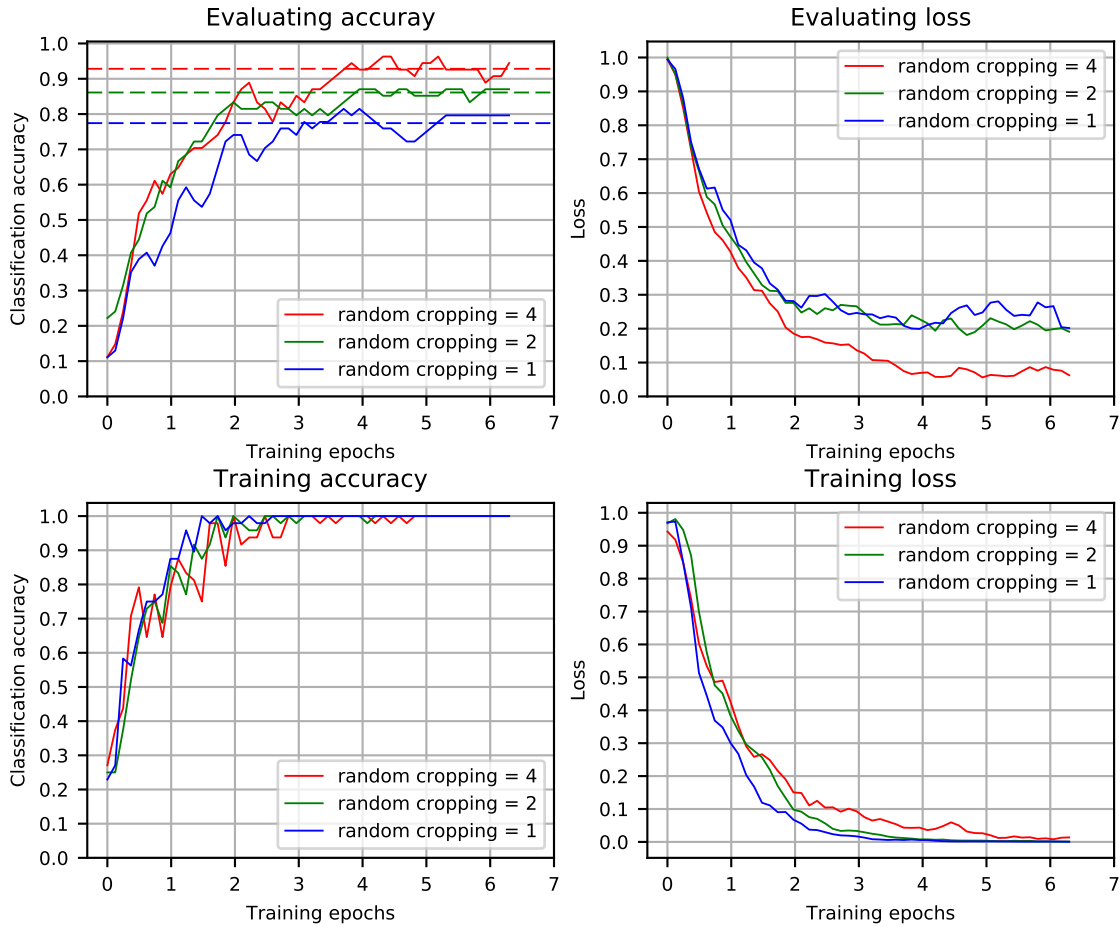 Evaluating accuray
Classification accuracy
1.0
0.9
0.8
0.7
0.6
0.5
0.4
0.3
0.2
0.1
0.0
random cropping = 4
random cropping = 2
random cropping = 1
0 1 2 3 4 5 6 7
Training epochs
Evaluating loss
Loss
1.0
0.9
0.8
0.7
0.6
0.5
0.4
0.3
0.2
0.1
0.0
random cropping = 4
random cropping = 2
random cropping = 1
0 1 2 3 4 5 6 7
Training epochs
Training accuracy
Classification accuracy
1.0
0.9
0.8
0.7
0.6
0.5
0.4
0.3
0.2
0.1
0.0
random cropping = 4
random cropping = 2
random cropping = 1
0 1 2 3 4 5 6 7
Training epochs
Training loss
Loss
1.0
0.9
0.8
0.7
0.6
0.5
0.4
0.3
0.2
0.1
0.0
random cropping = 4
random cropping = 2
random cropping = 1
0 1 2 3 4 5 6 7
Training epochs